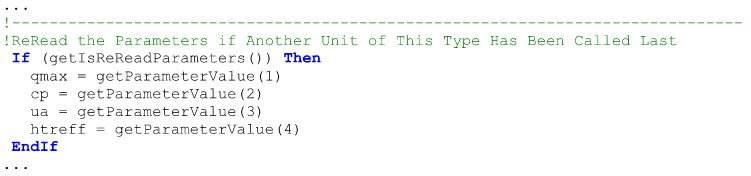 ...
!-----------------------------------------------------------------------
!ReRead the Parameters if Another Unit of This Type Has Been Called Last
If (getIsReReadParameters()) Then
qmax = getParameterValue(1)
cp = getParameterValue(2)
ua = getParameterValue(3)
htreff = getParameterValue(4)
EndIf
...